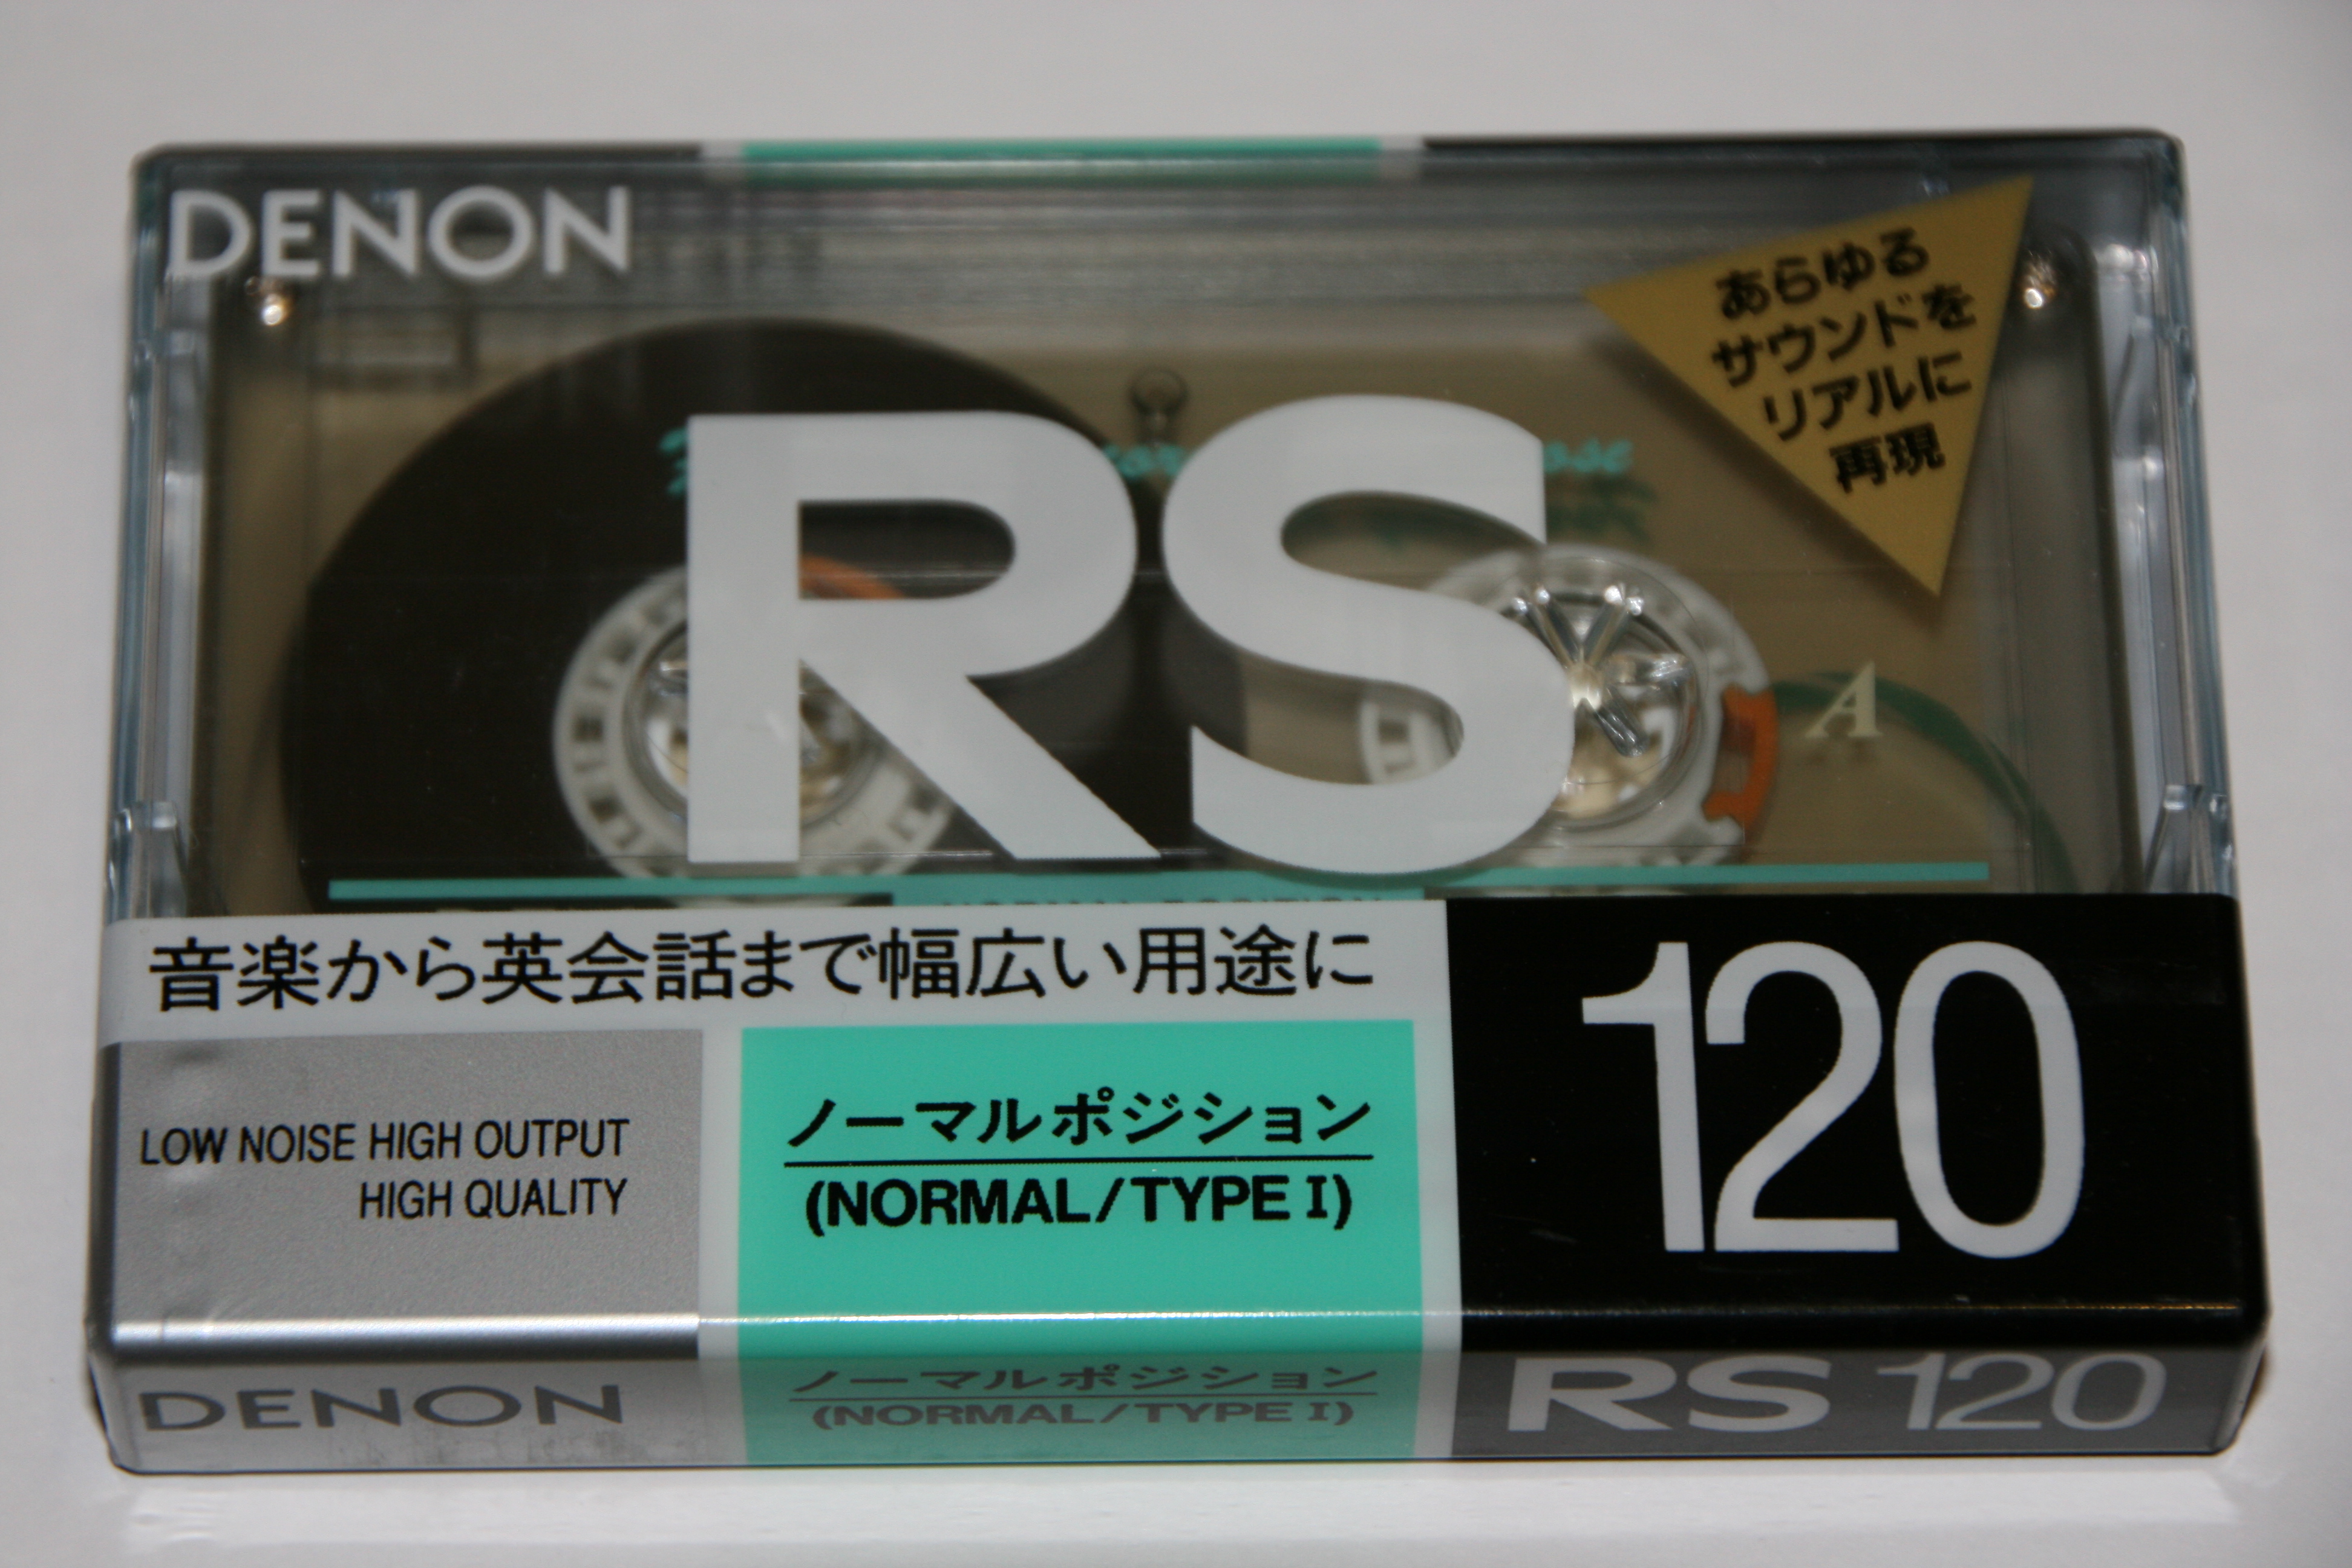 DENON
あらゆる
サウンドを
リアルに
再現
RS
A
音楽から英会話まで幅広い用途に
120
LOW NOISE HIGH OUTPUT
HIGH QUALITY
ノーマルポジション
(NORMAL/TYPE I)
DENON
ノーマルポジション
(NORMAL/TYPE I)
RS 120